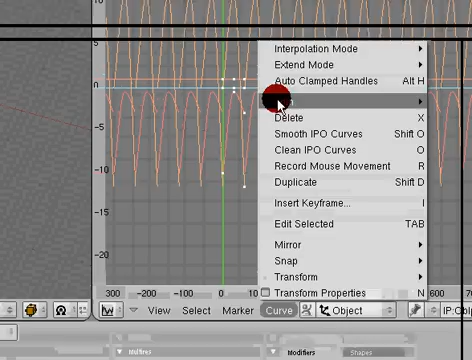 5
0
−5
−10
−15
−20
Interpolation Mode
Extend Mode
Auto Clamped Handles Alt H
Delete X
Smooth IPO Curves Shift O
Clean IPO Curves O
Record Mouse Movement R
Duplicate Shift D
Insert Keyframe... I
Edit Selected TAB
Mirror
Snap
Transform
Transform Properties N
300 −200 −100 0 10 600 7
View Select Marker Curve Object IP:Obj
Multires Modifiers Shapes